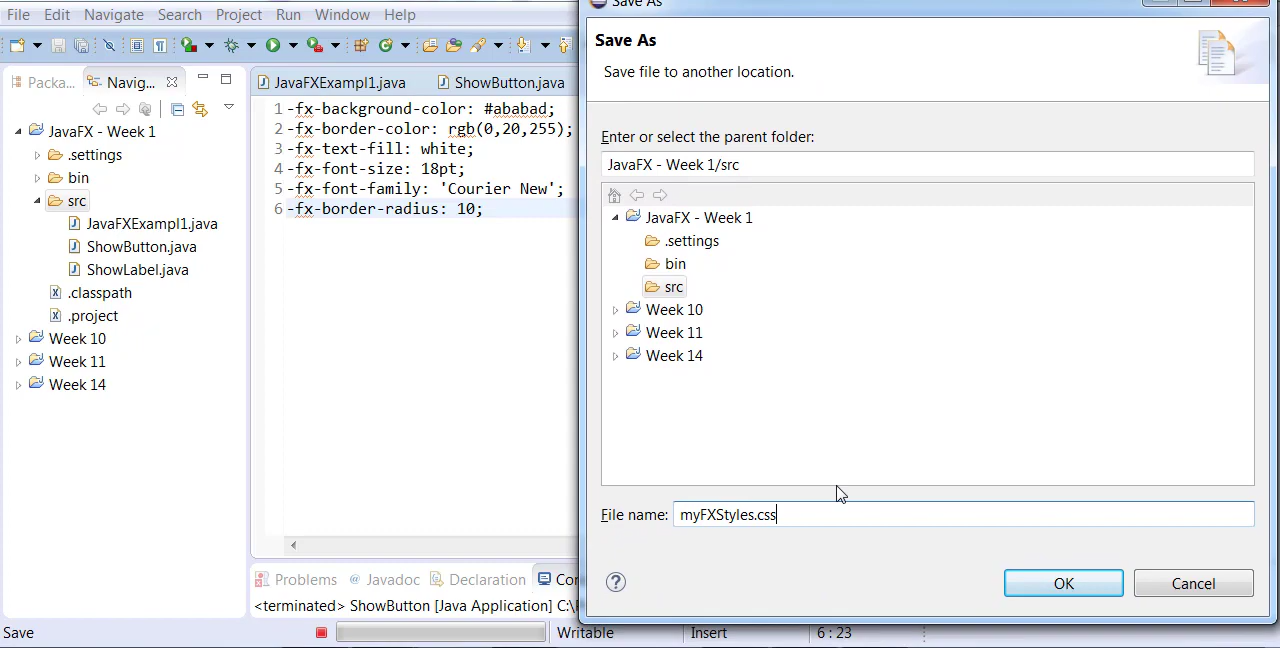 File Edit Navigate Search Project Run Window Help
Packa...
Navig...
JavaFX - Week 1
.settings
bin
src
JavaFXExampl1.java
ShowButton.java
ShowLabel.java
.classpath
.project
Week 10
Week 11
Week 14
JavaFXExampl1.java
ShowButton.java
1 -fx-background-color: #ababad;
2 -fx-border-color: rgb(0,20,255);
3 -fx-text-fill: white;
4 -fx-font-size: 18pt;
5 -fx-font-family: 'Courier New';
6 -fx-border-radius: 10;
Problems @ Javadoc Declaration Co
<terminated> ShowButton [Java Application] C:\
Save
Writable
Insert
6 : 23
Save As
Save As
Save file to another location.
Enter or select the parent folder:
JavaFX - Week 1/src
JavaFX - Week 1
.settings
bin
src
Week 10
Week 11
Week 14
File name: myFXStyles.css
?
OK
Cancel